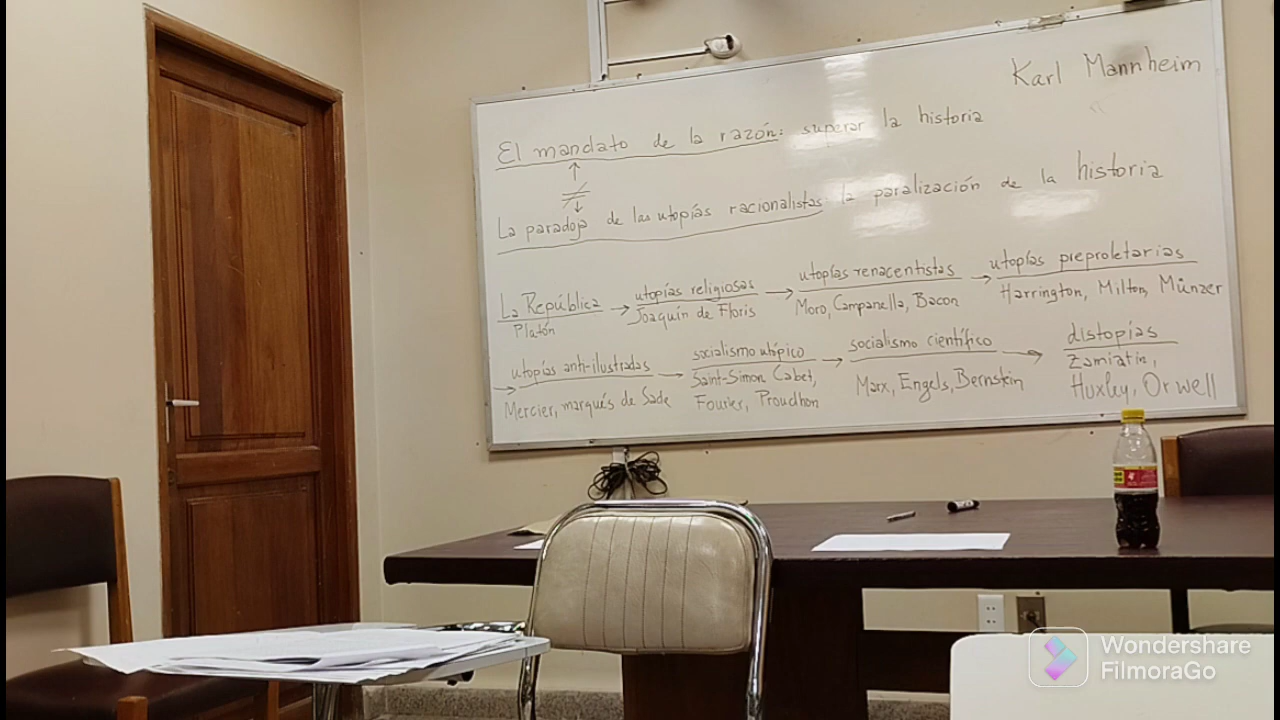 Karl Mannheim
El mandato de la razón: superar la historia
La paradoja de las utopías racionalistas: la paralización de la historia
La República → utopías religiosas → utopías renacentistas → utopías preproletarias
Platón Joaquín de Floris Moro, Campanella, Bacon Harrington, Milton, Münzer
→ utopías anti-ilustradas → socialismo utópico → socialismo científico → distopías
Mercier, marqués de Sade Saint-Simon Cabet, Marx, Engels, Bernstein Zamiatin,
Fourier, Proudhon Huxley, Orwell
Wondershare
FilmoraGo